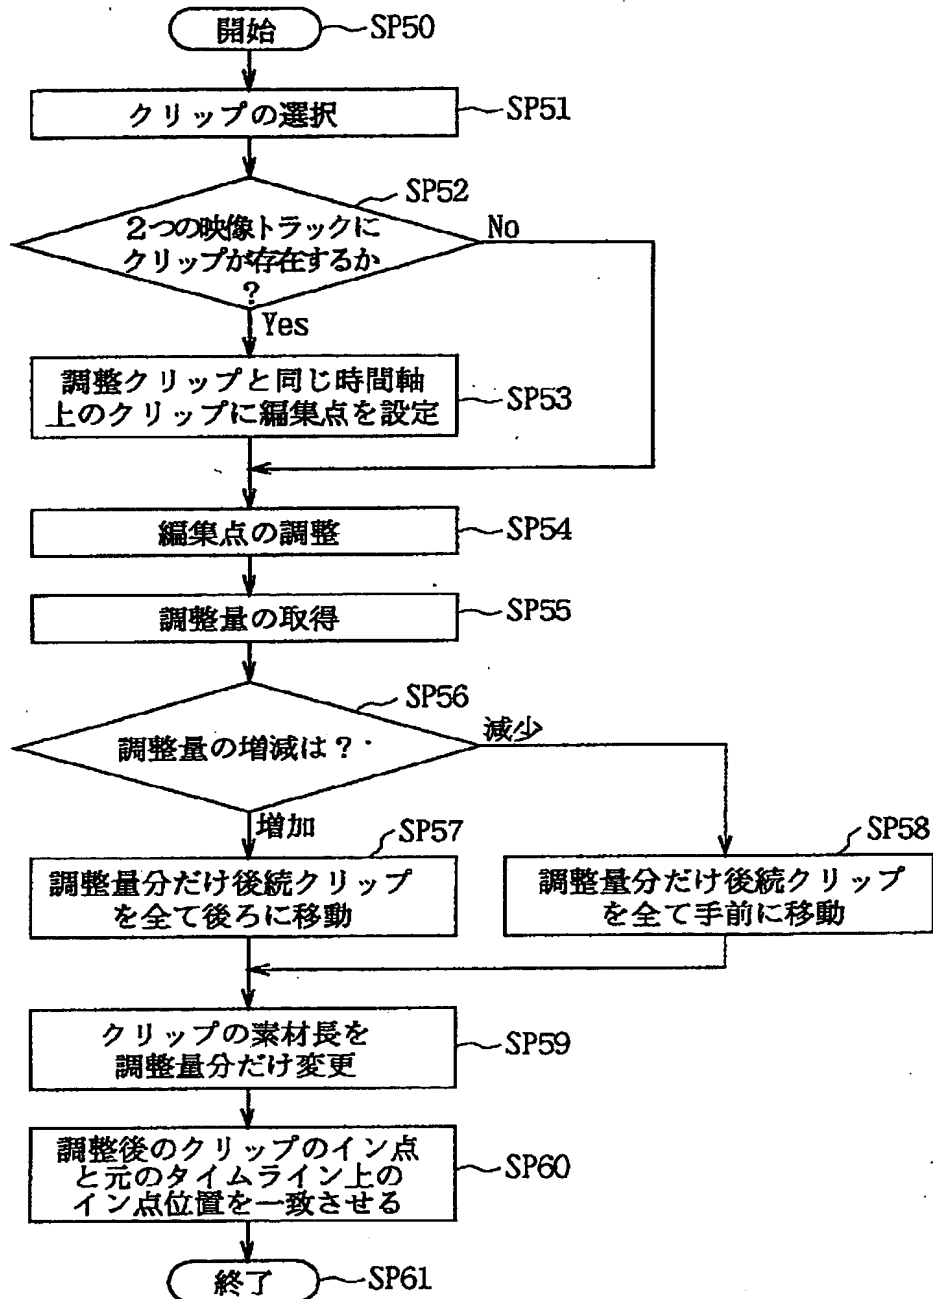 開始
SP50
クリップの選択
SP51
SP52
2つの映像トラックに
クリップが存在するか
?
No
Yes
調整クリップと同じ時間軸
上のクリップに編集点を設定
SP53
編集点の調整
SP54
調整量の取得
SP55
SP56
調整量の増減は?
減少
増加
SP57
調整量分だけ後続クリップ
を全て後ろに移動
SP58
調整量分だけ後続クリップ
を全て手前に移動
クリップの素材長を
調整量分だけ変更
SP59
調整後のクリップのイン点
と元のタイムライン上の
イン点位置を一致させる
SP60
終了
SP61